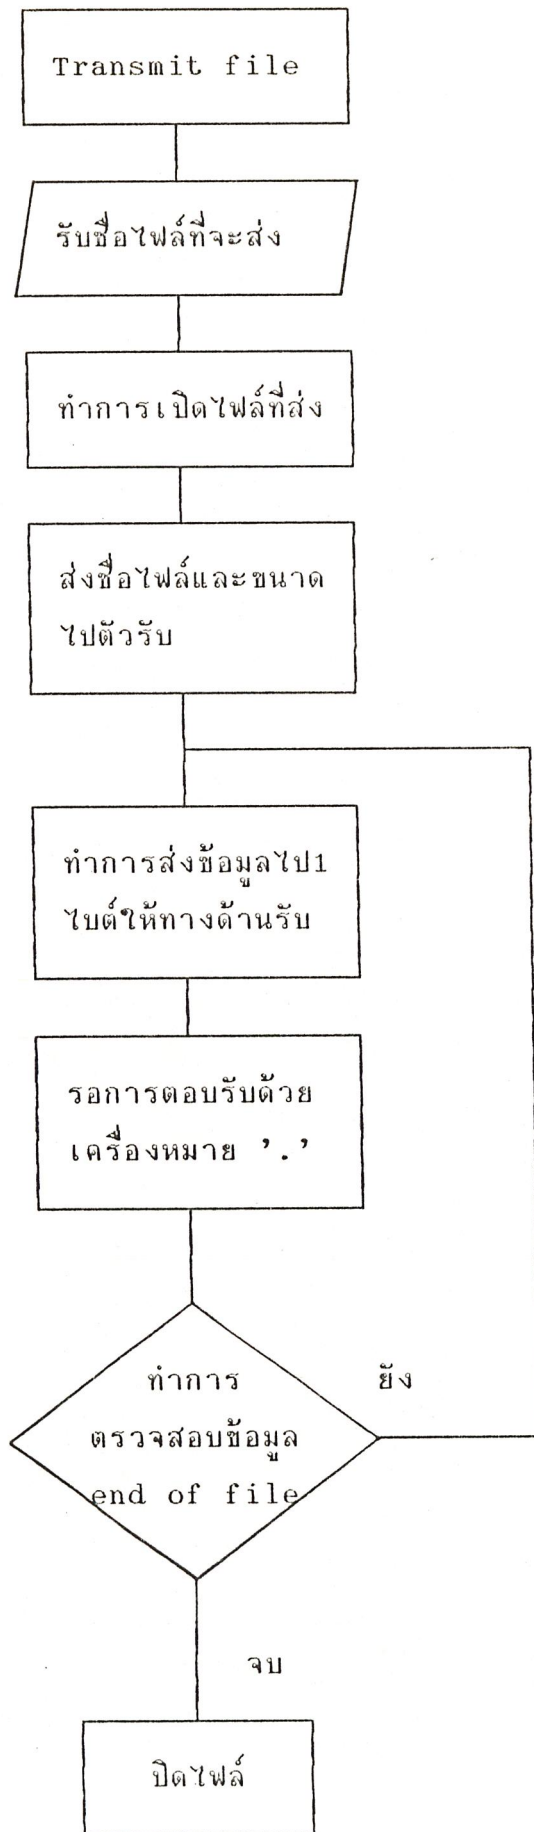 Transmit file
รับชื่อไฟล์ที่จะส่ง
ทำการเปิดไฟล์ที่ส่ง
ส่งชื่อไฟล์และขนาด
ไปตัวรับ
ทำการส่งข้อมูลไป1
ไบต์ให้ทางด้านรับ
รอการตอบรับด้วย
เครื่องหมาย '.'
ทำการ
ตรวจสอบข้อมูล
end of file
ยัง
จบ
ปิดไฟล์